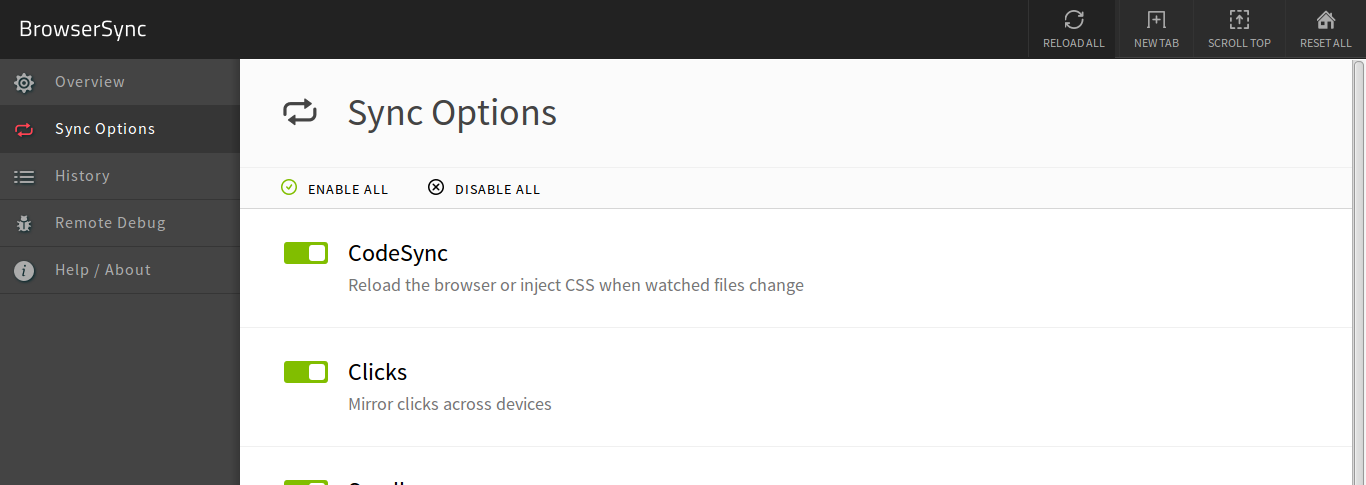 BrowserSync
RELOAD ALL
NEW TAB
SCROLL TOP
RESET ALL
Overview
Sync Options
History
Remote Debug
Help / About
Sync Options
ENABLE ALL
DISABLE ALL
CodeSync
Reload the browser or inject CSS when watched files change
Clicks
Mirror clicks across devices